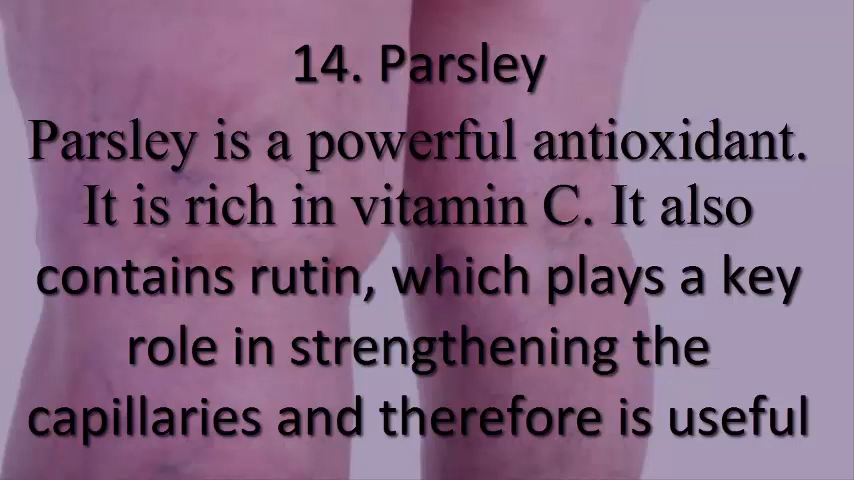 14. Parsley
Parsley is a powerful antioxidant.
It is rich in vitamin C. It also
contains rutin, which plays a key
role in strengthening the
capillaries and therefore is useful